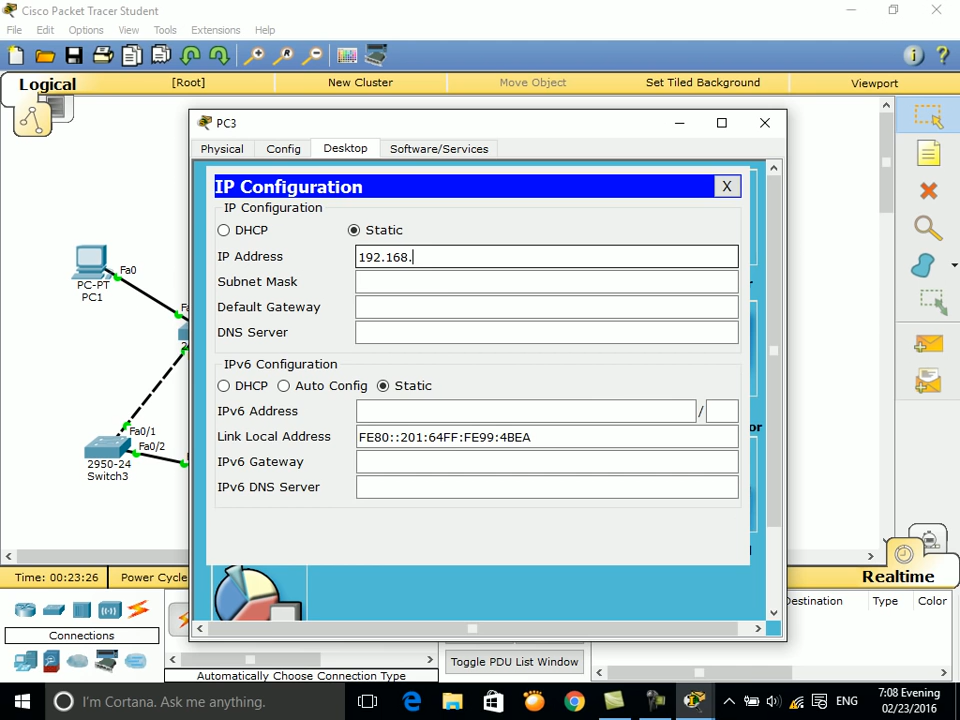 Cisco Packet Tracer Student
File Edit Options View Tools Extensions Help
Logical [Root] New Cluster Move Object Set Tiled Background Viewport
PC3
Physical Config Desktop Software/Services
IP Configuration X
IP Configuration
DHCP Static
IP Address 192.168.
Subnet Mask
Default Gateway
DNS Server
IPv6 Configuration
DHCP Auto Config Static
IPv6 Address /
Link Local Address FE80::201:64FF:FE99:4BEA
IPv6 Gateway
IPv6 DNS Server
Fa0
PC-PT
PC1
Fa0/1
Fa0/2
2950-24
Switch3
or
Time: 00:23:26 Power Cycle
Realtime
Destination Type Color
Connections
Automatically Choose Connection Type
Toggle PDU List Window
I'm Cortana. Ask me anything.
ENG
7:08 Evening
02/23/2016